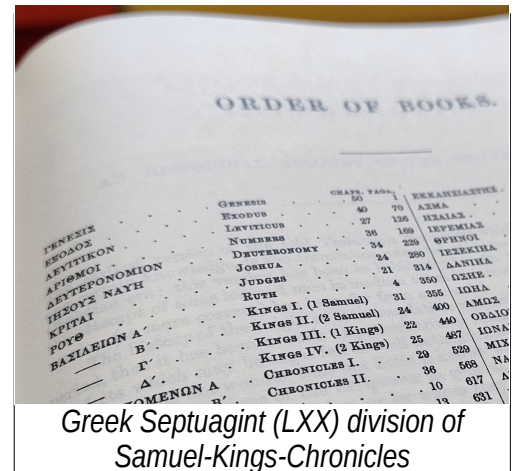 ORDER OF BOOKS.
CHAPS. PAGE.
ΓΕΝΕΣΙΣ . . . GENESIS . . 50 1
ΕΞΟΔΟΣ . . . EXODUS . . 40 70
ΛΕΥΙΤΙΚΟΝ . . . LEVITICUS . . 27 126
ΑΡΙΘΜΟΙ . . . NUMBERS . . 36 169
ΔΕΥΤΕΡΟΝΟΜΙΟΝ . . DEUTERONOMY . 34 229
ΙΗΣΟΥΣ ΝΑΥΗ . . JOSHUA . . 24 280
ΚΡΙΤΑΙ . . . JUDGES . . 21 314
ΡΟΥΘ . . . RUTH . . 4 350
ΒΑΣΙΛΕΙΩΝ Α΄ . . KINGS I. (1 Samuel) 31 355
—— Β΄ . . KINGS II. (2 Samuel) 24 400
—— Γ΄ . . KINGS III. (1 Kings) 22 440
—— Δ΄ . . KINGS IV. (2 Kings) 25 487
ΟΜΕΝΩΝ Α . CHRONICLES I. . 29 529
Β΄ . CHRONICLES II. . 36 568
10 617
13 631
ΕΚΚΛΗΣΙΑΣΤΗΣ
ΑΣΜΑ
ΗΣΑΙΑΣ
ΙΕΡΕΜΙΑΣ
ΘΡΗΝΟΙ
ΙΕΖΕΚΙΗΛ
ΔΑΝΙΗΛ
ΩΣΗΕ
ΙΩΗΛ
ΑΜΩΣ
ΟΒΔΙΟΥ
ΙΩΝΑ
ΜΙΧ
ΝΑ
Greek Septuagint (LXX) division of
Samuel-Kings-Chronicles